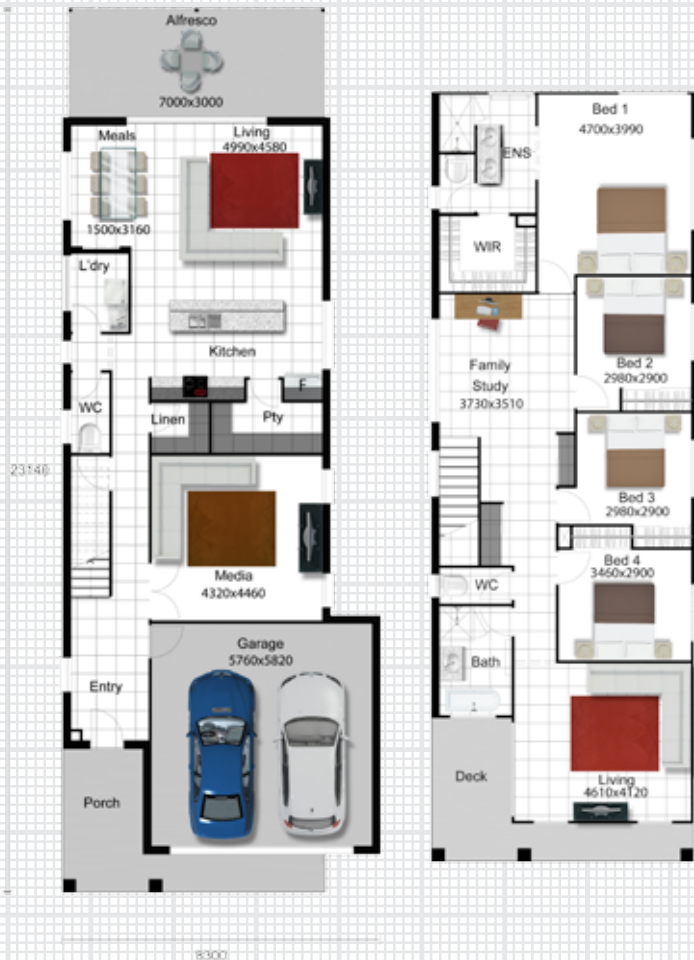 Alfresco
7000x3000
Meals
1500x3160
Living
4990x4580
L'dry
Kitchen
WC
Linen
Pty
F
Media
4320x4460
Garage
5760x5820
Entry
Porch
23140
8300
Bed 1
4700x3990
ENS
WIR
Bed 2
2980x2900
Family
Study
3730x3510
Bed 3
2980x2900
Bed 4
3460x2900
WC
Bath
Deck
Living
4610x4120